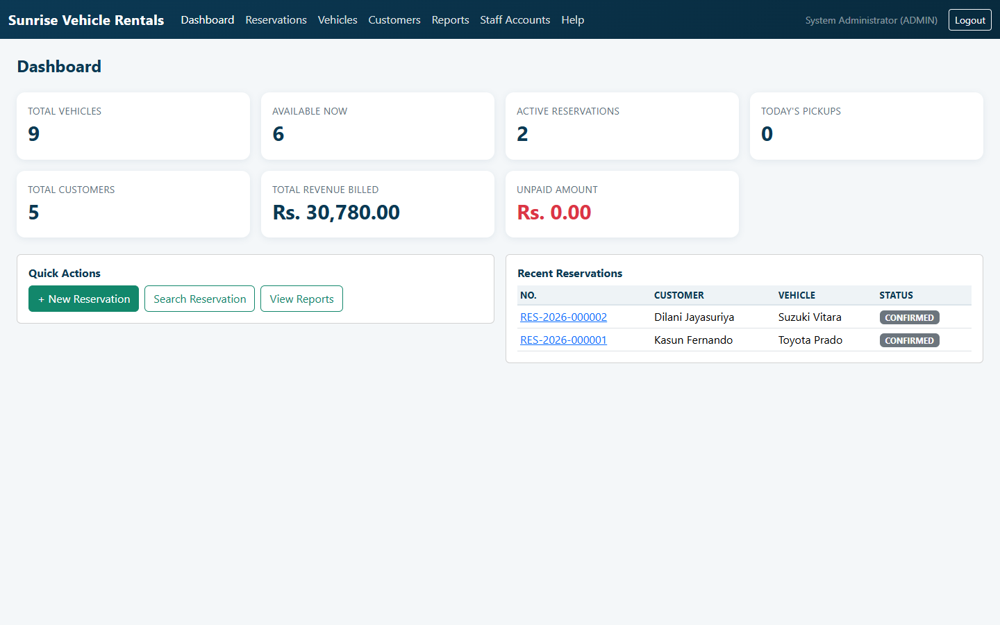 Sunrise Vehicle Rentals Dashboard Reservations Vehicles Customers Reports Staff Accounts Help System Administrator (ADMIN) Logout
Dashboard
TOTAL VEHICLES
9
AVAILABLE NOW
6
ACTIVE RESERVATIONS
2
TODAY'S PICKUPS
0
TOTAL CUSTOMERS
5
TOTAL REVENUE BILLED
Rs. 30,780.00
UNPAID AMOUNT
Rs. 0.00
Quick Actions
+ New Reservation Search Reservation View Reports
Recent Reservations
NO. CUSTOMER VEHICLE STATUS
RES-2026-000002 Dilani Jayasuriya Suzuki Vitara CONFIRMED
RES-2026-000001 Kasun Fernando Toyota Prado CONFIRMED